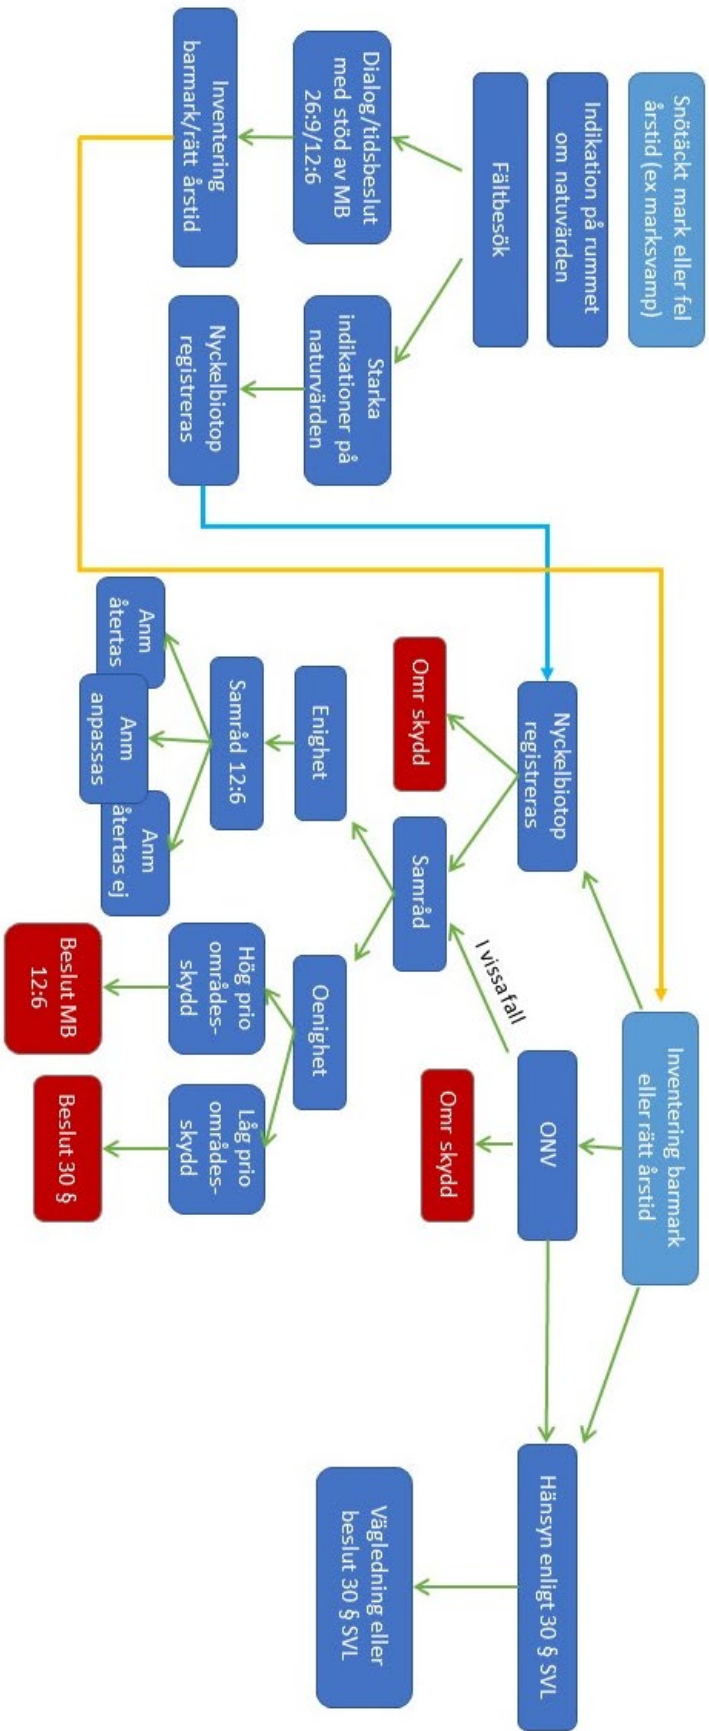 Snötäckt mark eller fel
årstid (ex marksvamp)
Indikation på rummet
om natuvärden
Fältbesök
Dialog/tidsbeslut
med stöd av MB
26:9/12:6
Starka
indikationer på
naturvärden
Inventering
barmark/rätt årstid
Nyckelbiotop
registreras
Inventering barmark
eller rätt årstid
Nyckelbiotop
registreras
ONV
Hänsyn enligt 30 § SVL
I vissa fall
Omr skydd
Samråd
Omr skydd
Vägledning eller
beslut 30 § SVL
Enighet
Oenighet
Samråd 12:6
Hög prio
områdes-
skydd
Låg prio
områdes-
skydd
Anm
återtas
Anm
anpassas
Anm
återtas ej
Beslut MB
12:6
Beslut 30 §